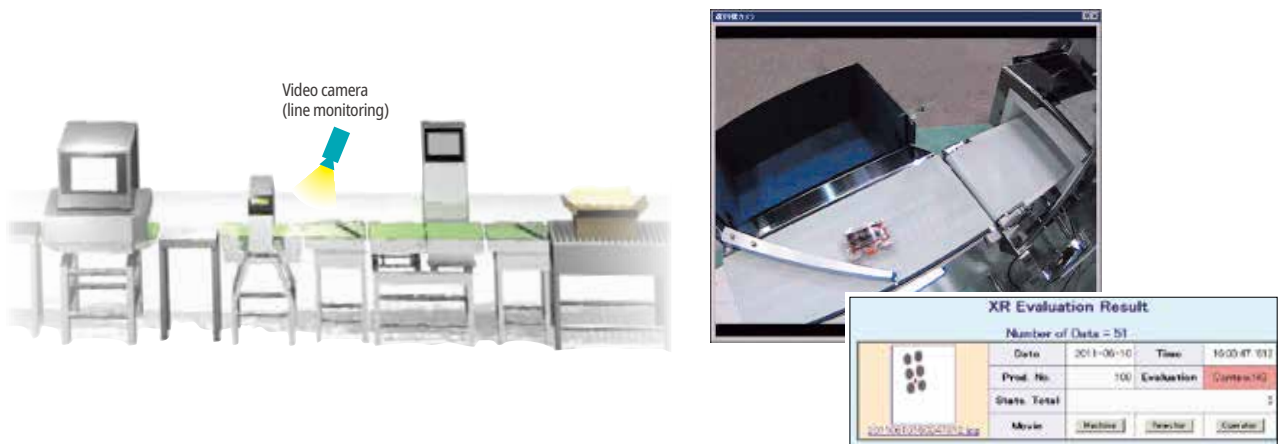 Video camera
(line monitoring)
XR Evaluation Result
Number of Data = 51
Date 2011-06-10 Time
Prod. No. 100 Evaluation
Stats. Total
Movie Machine Rejector Operator